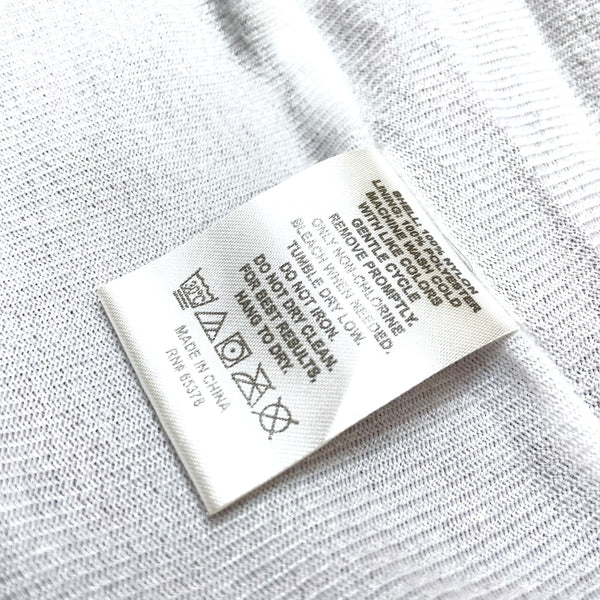 SHELL: 100% NYLON
LINING: 100% POLYESTER
MACHINE WASH COLD
WITH LIKE COLORS
GENTLE CYCLE
REMOVE PROMPTLY.
ONLY NON-CHLORINE
BLEACH WHEN NEEDED.
TUMBLE DRY LOW.
DO NOT IRON.
DO NOT DRY CLEAN.
FOR BEST RESULTS,
HANG TO DRY.
MADE IN CHINA
RN# 85378